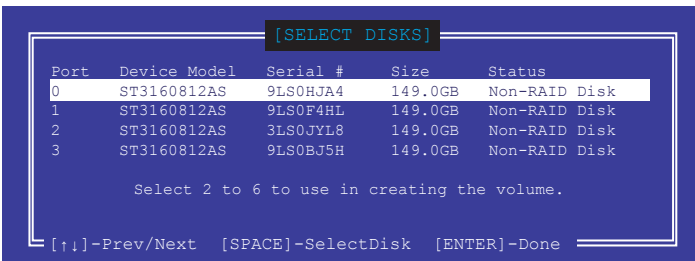 [SELECT DISKS]
Port Device Model Serial # Size Status
0 ST3160812AS 9LS0HJA4 149.0GB Non-RAID Disk
1 ST3160812AS 9LS0F4HL 149.0GB Non-RAID Disk
2 ST3160812AS 3LS0JYL8 149.0GB Non-RAID Disk
3 ST3160812AS 9LS0BJ5H 149.0GB Non-RAID Disk
Select 2 to 6 to use in creating the volume.
[↑↓]-Prev/Next [SPACE]-SelectDisk [ENTER]-Done